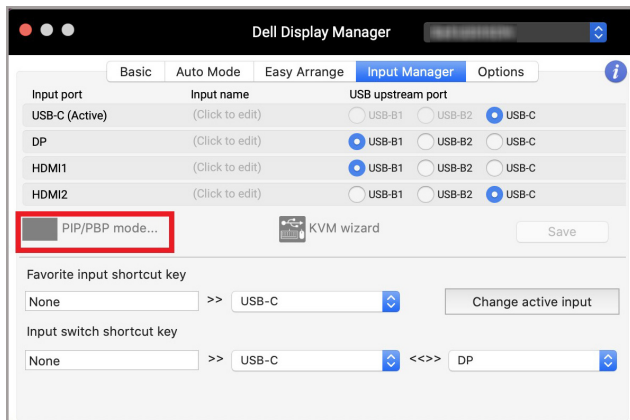 Dell Display Manager
Basic Auto Mode Easy Arrange Input Manager Options i
Input port Input name USB upstream port
USB-C (Active) (Click to edit) USB-B1 USB-B2 USB-C
DP (Click to edit) USB-B1 USB-B2 USB-C
HDMI1 (Click to edit) USB-B1 USB-B2 USB-C
HDMI2 (Click to edit) USB-B1 USB-B2 USB-C
PIP/PBP mode... KVM wizard Save
Favorite input shortcut key
None >> USB-C Change active input
Input switch shortcut key
None >> USB-C <<>> DP